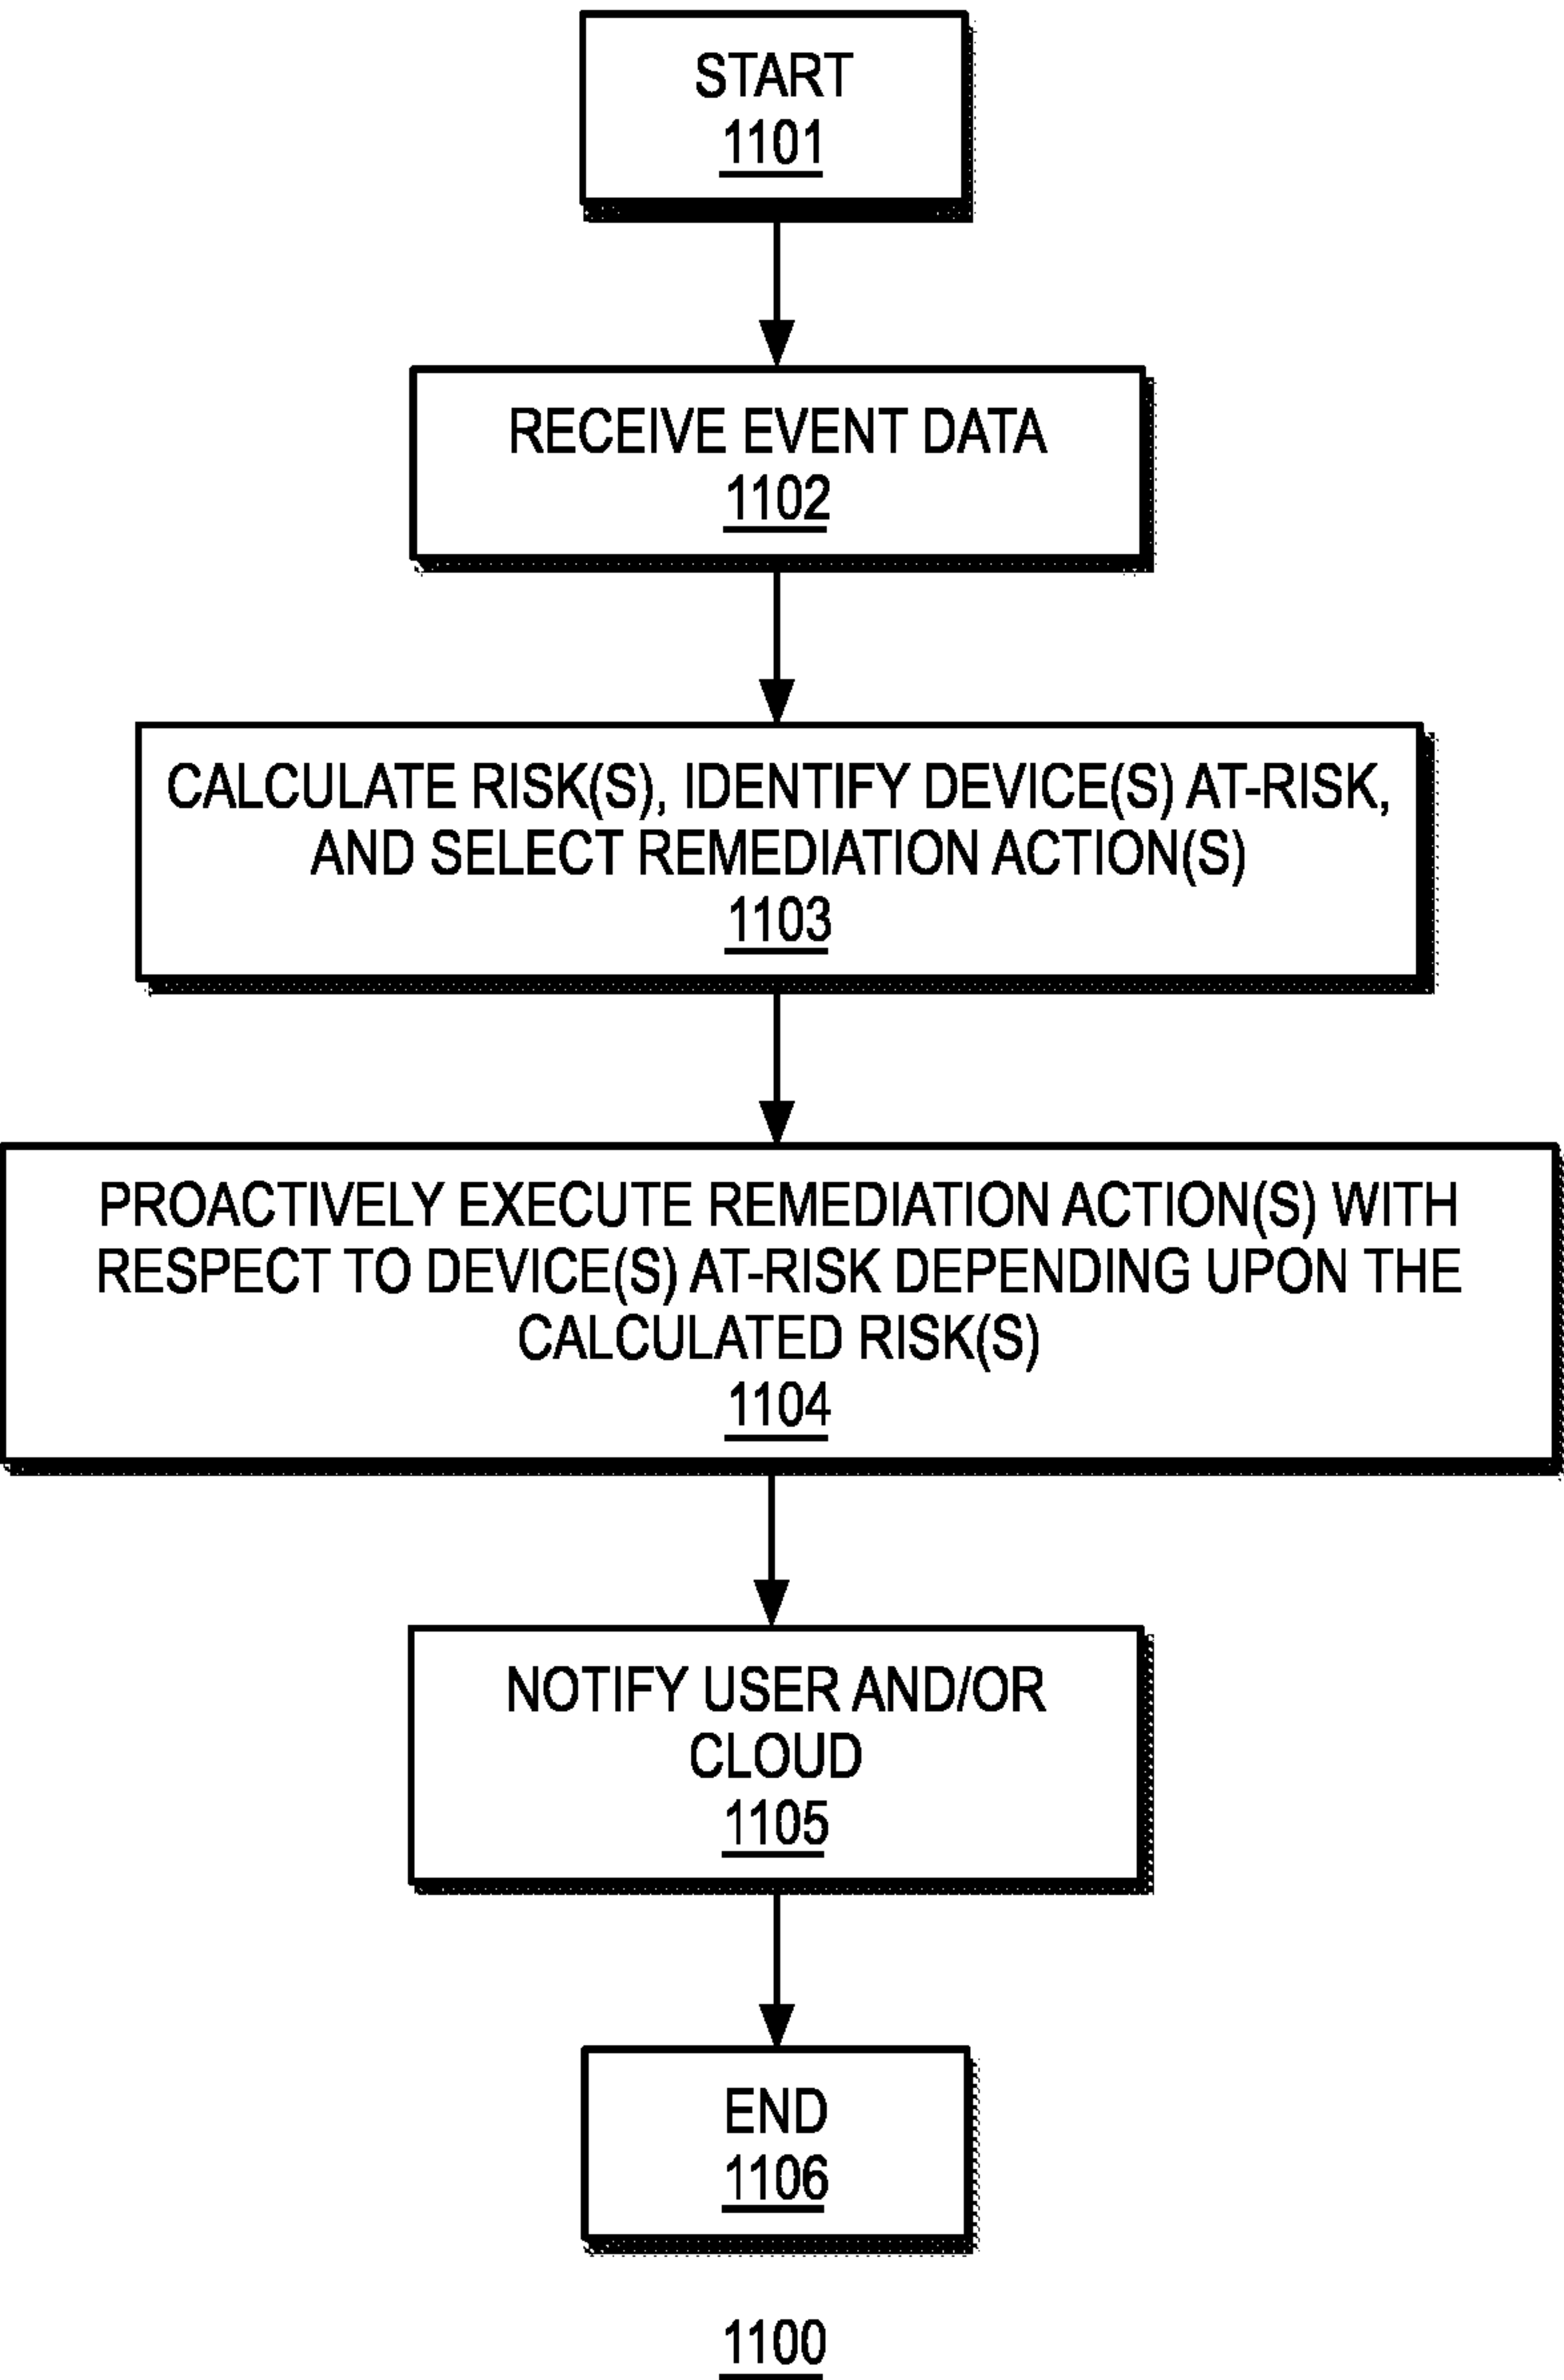 START
1101
RECEIVE EVENT DATA
1102
CALCULATE RISK(S), IDENTIFY DEVICE(S) AT-RISK,
AND SELECT REMEDIATION ACTION(S)
1103
PROACTIVELY EXECUTE REMEDIATION ACTION(S) WITH
RESPECT TO DEVICE(S) AT-RISK DEPENDING UPON THE
CALCULATED RISK(S)
1104
NOTIFY USER AND/OR
CLOUD
1105
END
1106
1100